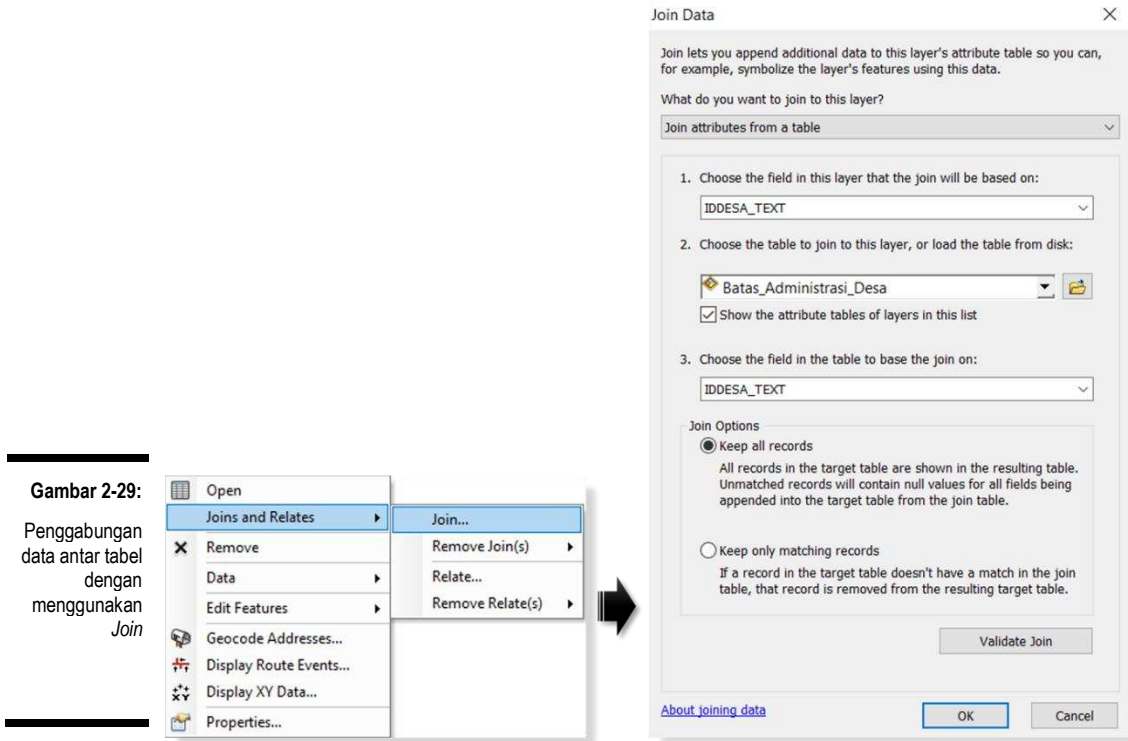 Gambar 2-29:
Penggabungan
data antar tabel
dengan
menggunakan
Join
Open
Joins and Relates
Remove
Data
Edit Features
Geocode Addresses...
Display Route Events...
Display XY Data...
Properties...
Join...
Remove Join(s)
Relate...
Remove Relate(s)
Join Data
Join lets you append additional data to this layer's attribute table so you can,
for example, symbolize the layer's features using this data.
What do you want to join to this layer?
Join attributes from a table
1. Choose the field in this layer that the join will be based on:
IDDESA_TEXT
2. Choose the table to join to this layer, or load the table from disk:
Batas_Administrasi_Desa
Show the attribute tables of layers in this list
3. Choose the field in the table to base the join on:
IDDESA_TEXT
Join Options
Keep all records
All records in the target table are shown in the resulting table.
Unmatched records will contain null values for all fields being
appended into the target table from the join table.
Keep only matching records
If a record in the target table doesn't have a match in the join
table, that record is removed from the resulting target table.
Validate Join
About joining data
OK
Cancel